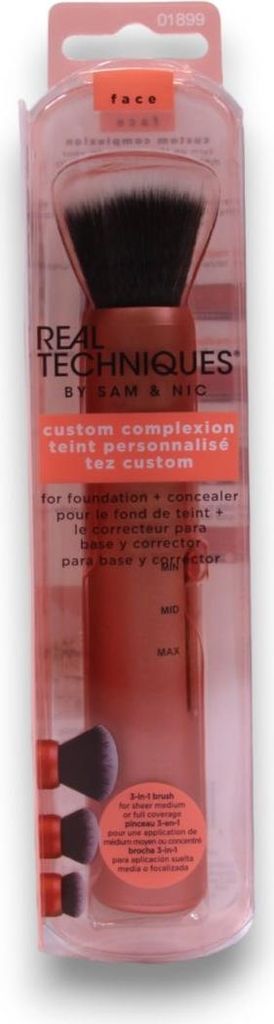 01899
face
REAL
TECHNIQUES®
BY SAM & NIC
custom complexion
teint personnalisé
tez custom
for foundation + concealer
pour le fond de teint +
le correcteur para
base y corrector
para base y corrector
MIN
MID
MAX
3-in-1 brush
for sheer medium
or full coverage
pinceau 3-en-1
pour une application de
médium moyen ou concentré
brocha 3-in-1
para aplicación suelta
media o focalizada